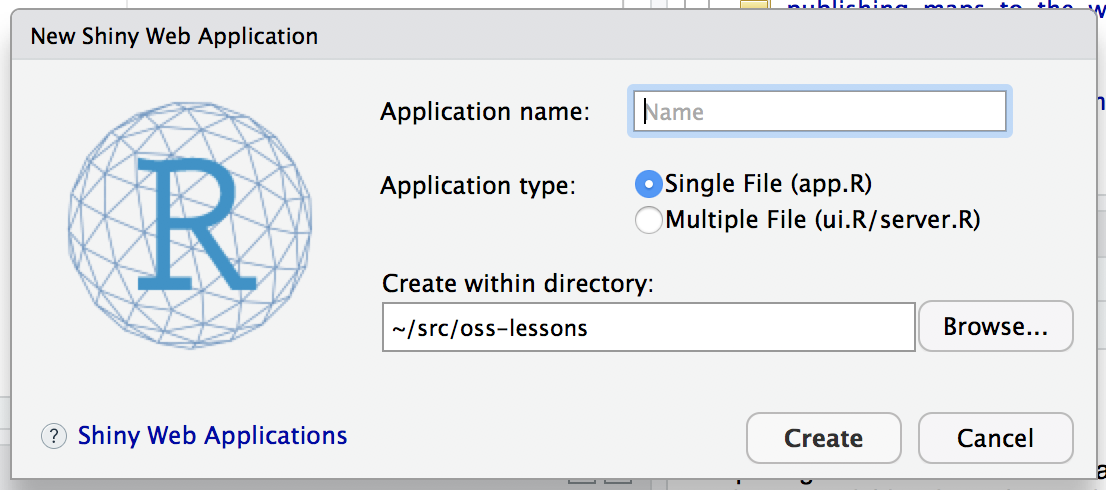 publishing maps to the w
New Shiny Web Application
R
Application name:
Name
Application type:
Single File (app.R)
Multiple File (ui.R/server.R)
Create within directory:
~/src/oss-lessons
Browse...
? Shiny Web Applications
Create
Cancel